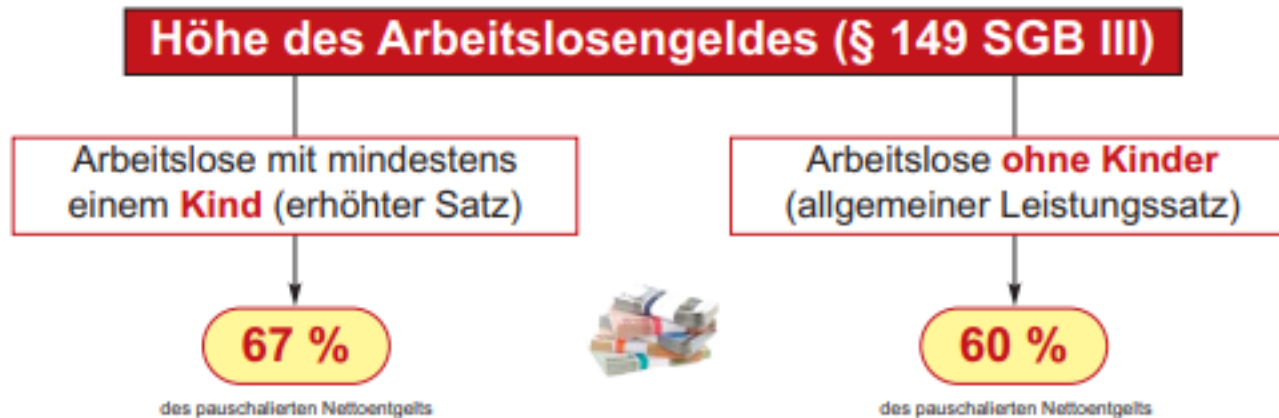 Höhe des Arbeitslosengeldes (§ 149 SGB III)
Arbeitslose mit mindestens
einem Kind (erhöhter Satz)
Arbeitslose ohne Kinder
(allgemeiner Leistungssatz)
67 %
60 %
des pauschalierten Nettoentgelts
des pauschalierten Nettoentgelts